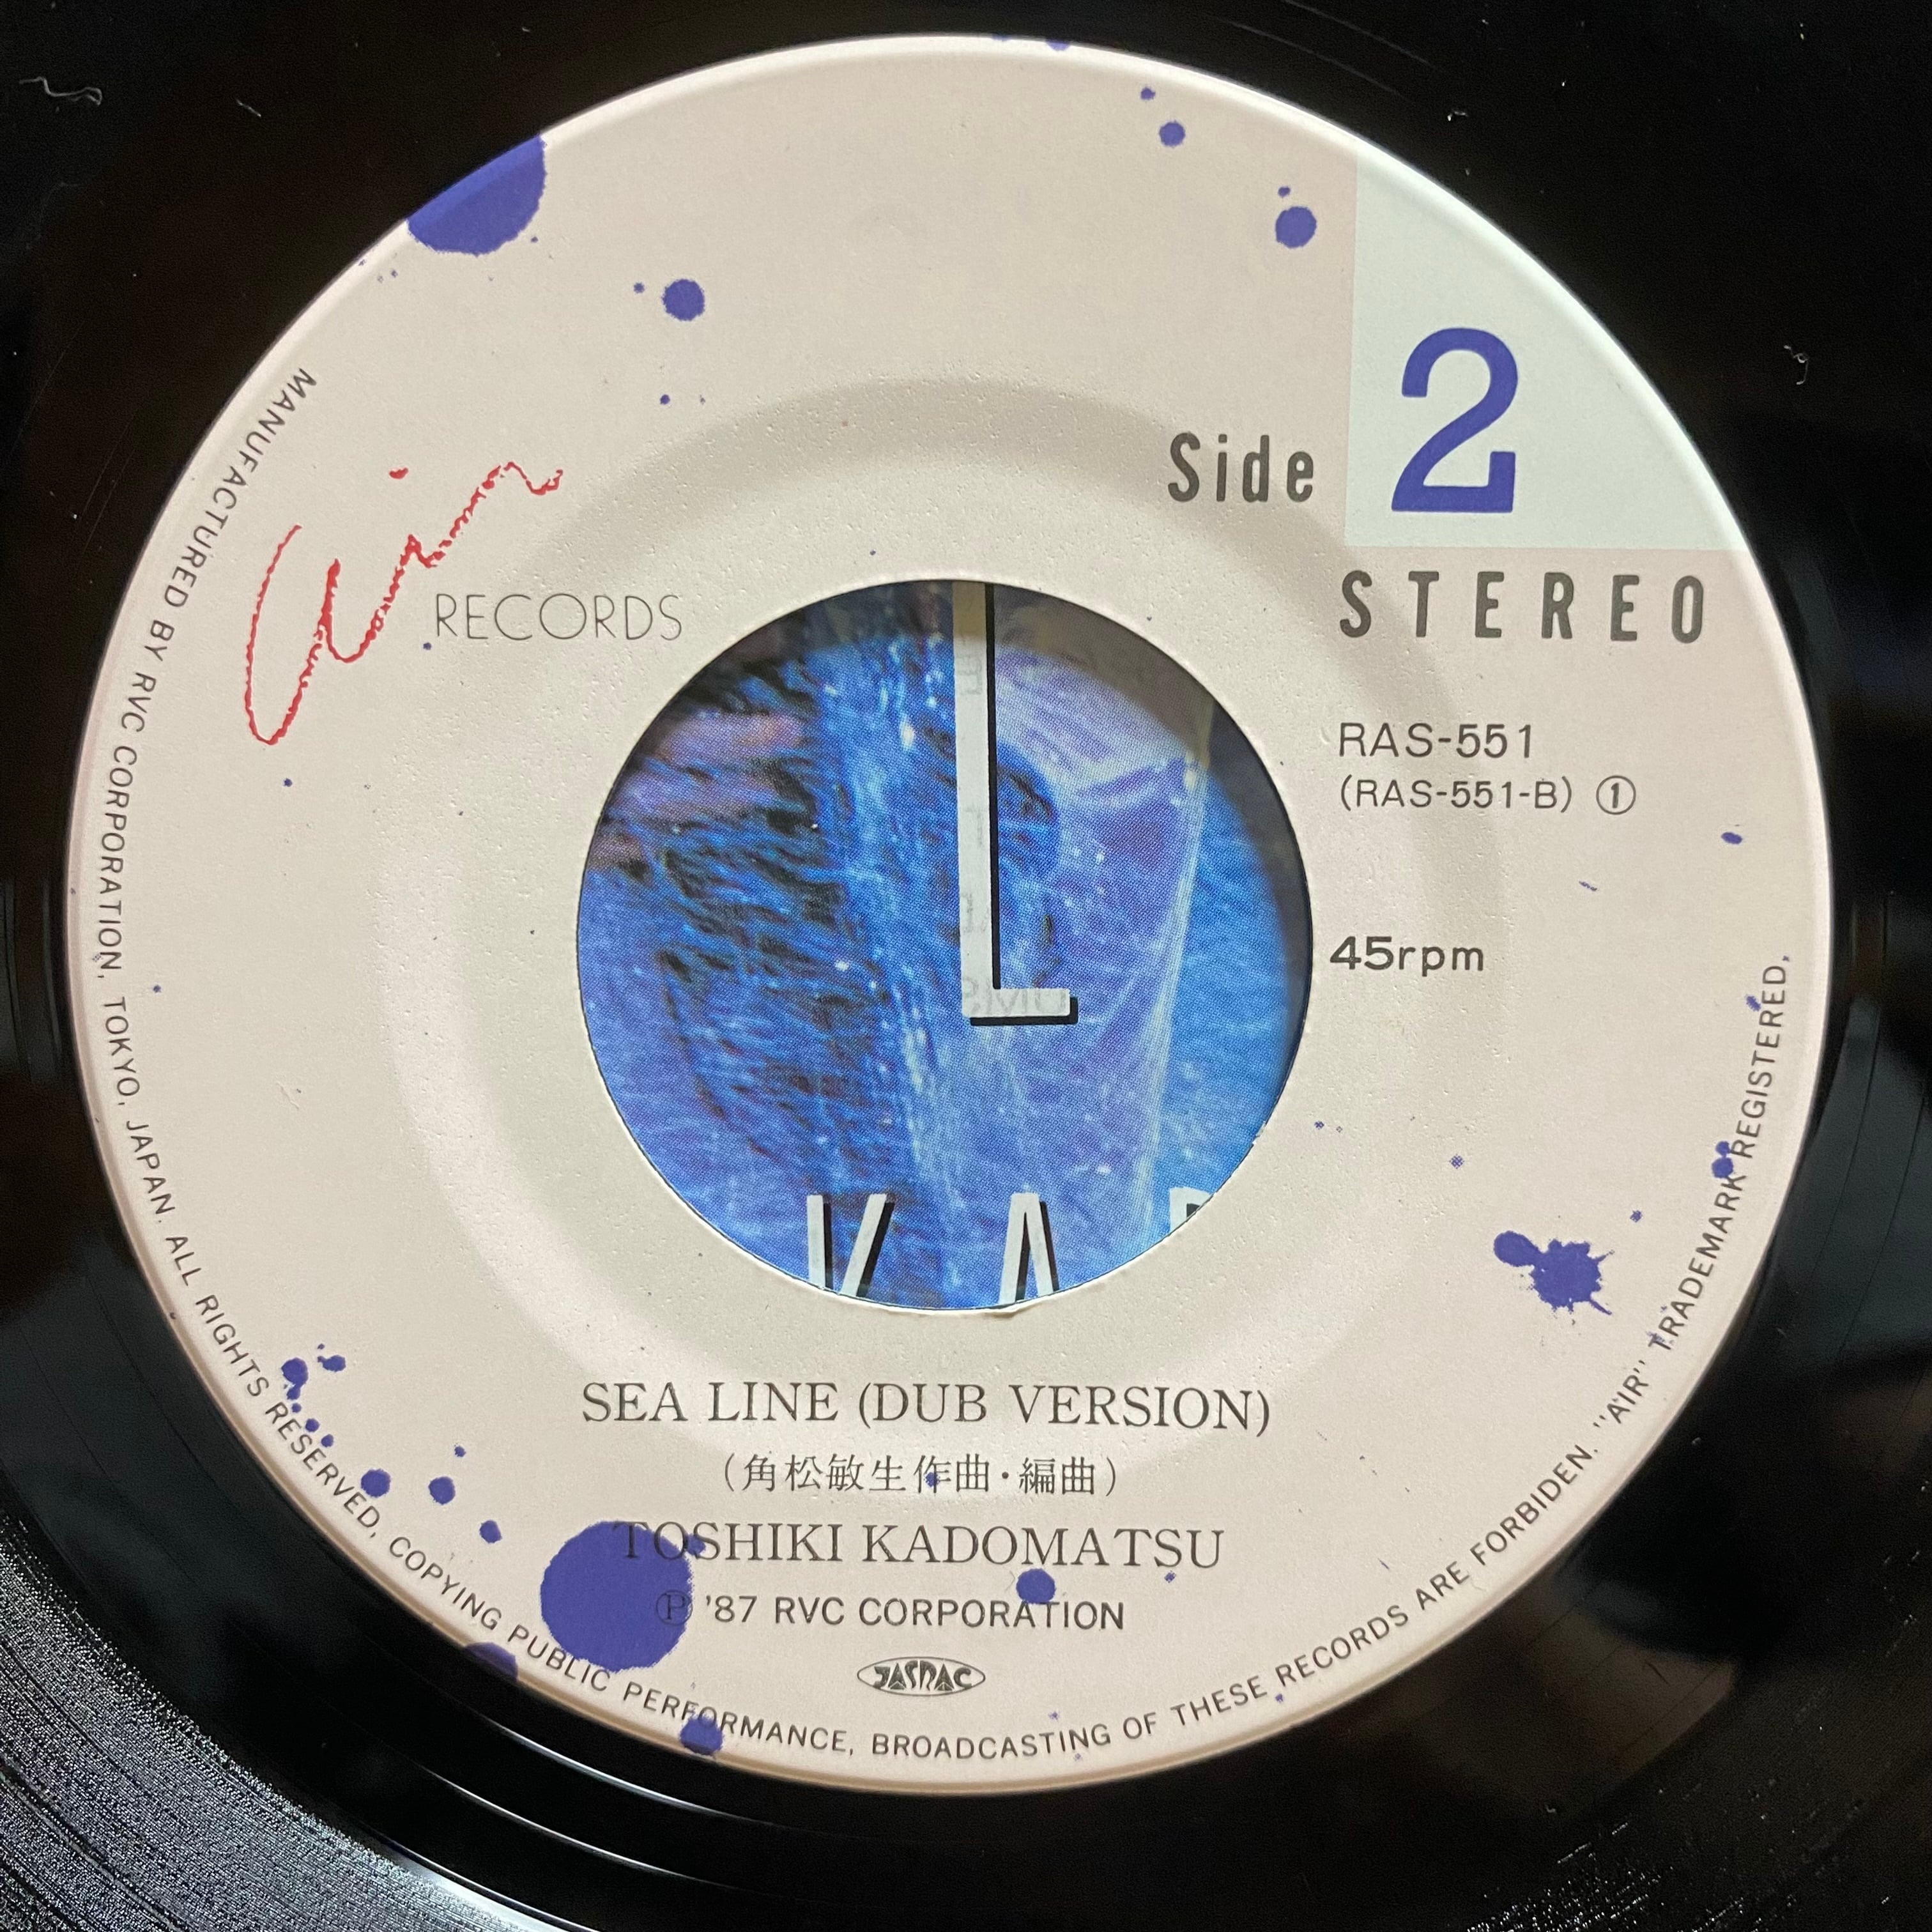 Air
RECORDS
Side 2
STEREO
RAS-551
(RAS-551-B) ①
45rpm
L
KA
SEA LINE (DUB VERSION)
(角松敏生作曲・編曲)
TOSHIKI KADOMATSU
Ⓟ '87 RVC CORPORATION
JASRAC
MANUFACTURED BY RVC CORPORATION, TOKYO, JAPAN. ALL RIGHTS RESERVED, COPYING PUBLIC PERFORMANCE, BROADCASTING OF THESE RECORDS ARE FORBIDEN. "AIR" TRADEMARK REGISTERED,